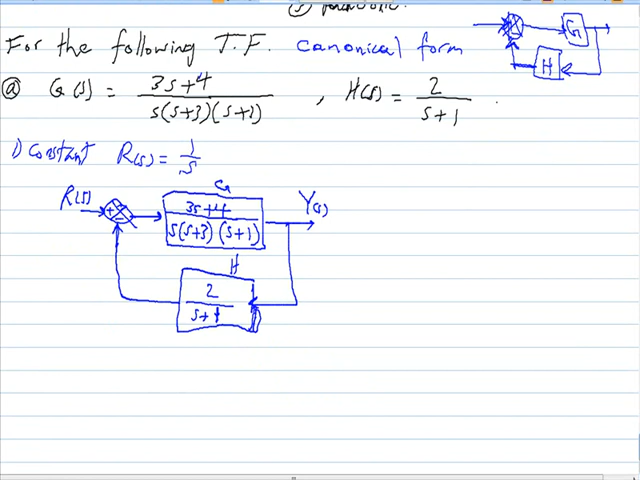 For the following T.F. canonical form
G
H
ⓐ G(s) = 3s+4 / s(s+3)(s+1) , H(s) = 2 / s+1
1) Constant R(s) = 1/s
G
R(s) + − 3s+4 / s(s+3)(s+1) Y(s)
H
2 / s+1